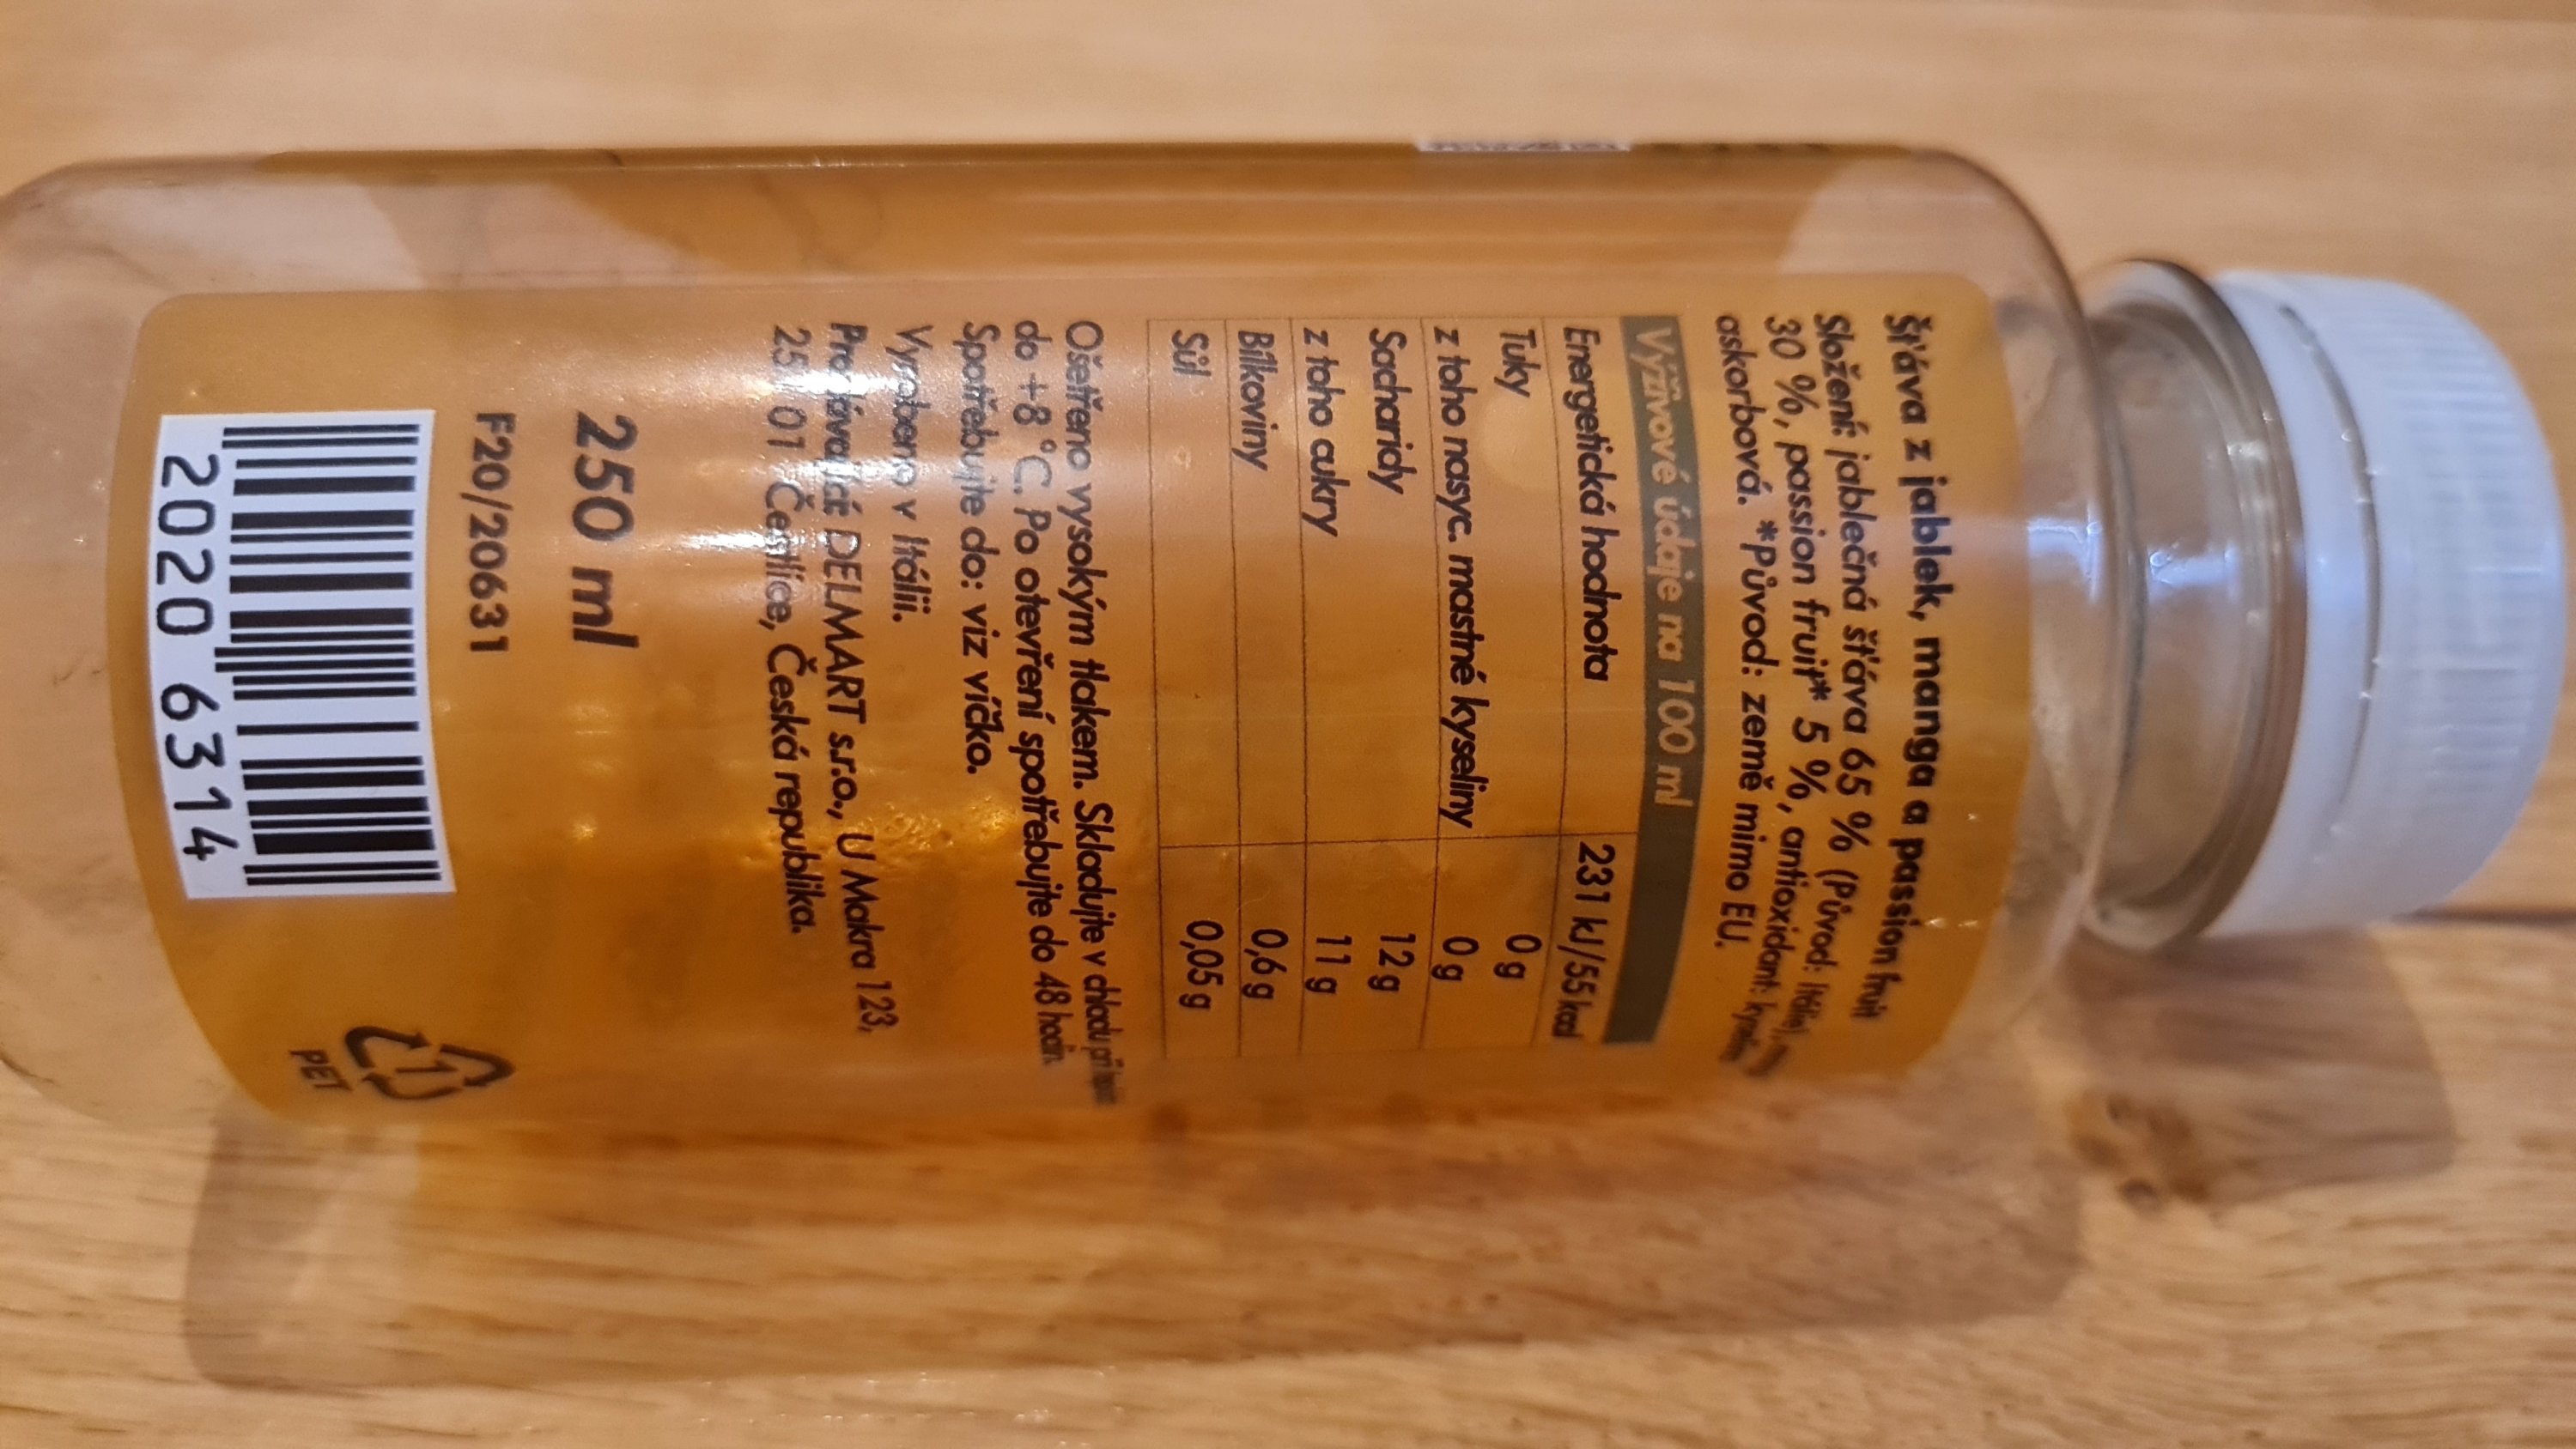 Šťáva z jablek, manga a passion fruit
Složení: jablečná šťáva 65 % (Původ: Itálie),
30 %, passion fruit* 5 %, antioxidant: kyselina
askorbová. *Původ: země mimo EU.
Výživové údaje na 100 ml
Energetická hodnota 231 kJ/55 kcal
Tuky 0 g
z toho nasyc. mastné kyseliny 0 g
Sacharidy 12 g
z toho cukry 11 g
Bílkoviny 0,6 g
Sůl 0,05 g
Ošetřeno vysokým tlakem. Skladujte v chladu při teplotě
do +8 °C. Po otevření spotřebujte do 48 hodin.
Spotřebujte do: viz víčko.
Vyrobeno v Itálii.
Prodávající: DELMART s.r.o., U Makra 123,
251 01 Čestlice, Česká republika.
250 ml
F20/20631
2020 6314
1
PET